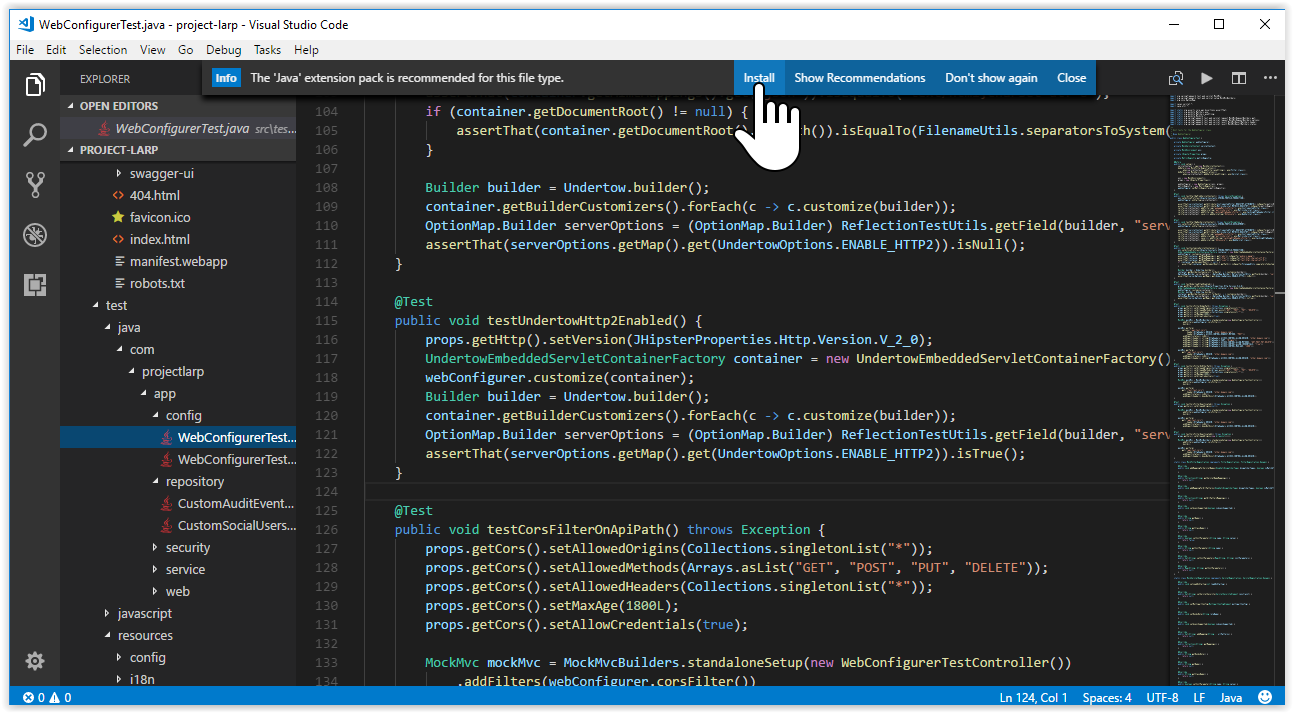 WebConfigurerTest.java - project-larp - Visual Studio Code
File Edit Selection View Go Debug Tasks Help
EXPLORER
Info The 'Java' extension pack is recommended for this file type. Install Show Recommendations Don't show again Close
OPEN EDITORS
WebConfigurerTest.java src\tes...
PROJECT-LARP
swagger-ui
404.html
favicon.ico
index.html
manifest.webapp
robots.txt
test
java
com
projectlarp
app
config
WebConfigurerTest...
WebConfigurerTest...
repository
CustomAuditEvent...
CustomSocialUsers...
security
service
web
javascript
resources
config
i18n
104 if (container.getDocumentRoot() != null) {
105 assertThat(container.getDocumentRoot() h()).isEqualTo(FilenameUtils.separatorsToSystem(
106 }
107
108 Builder builder = Undertow.builder();
109 container.getBuilderCustomizers().forEach(c -> c.customize(builder));
110 OptionMap.Builder serverOptions = (OptionMap.Builder) ReflectionTestUtils.getField(builder, "serv
111 assertThat(serverOptions.getMap().get(UndertowOptions.ENABLE_HTTP2)).isNull();
112 }
113
114 @Test
115 public void testUndertowHttp2Enabled() {
116 props.getHttp().setVersion(JHipsterProperties.Http.Version.V_2_0);
117 UndertowEmbeddedServletContainerFactory container = new UndertowEmbeddedServletContainerFactory()
118 webConfigurer.customize(container);
119 Builder builder = Undertow.builder();
120 container.getBuilderCustomizers().forEach(c -> c.customize(builder));
121 OptionMap.Builder serverOptions = (OptionMap.Builder) ReflectionTestUtils.getField(builder, "serv
122 assertThat(serverOptions.getMap().get(UndertowOptions.ENABLE_HTTP2)).isTrue();
123 }
124
125 @Test
126 public void testCorsFilterOnApiPath() throws Exception {
127 props.getCors().setAllowedOrigins(Collections.singletonList("*"));
128 props.getCors().setAllowedMethods(Arrays.asList("GET", "POST", "PUT", "DELETE"));
129 props.getCors().setAllowedHeaders(Collections.singletonList("*"));
130 props.getCors().setMaxAge(1800L);
131 props.getCors().setAllowCredentials(true);
132
133 MockMvc mockMvc = MockMvcBuilders.standaloneSetup(new WebConfigurerTestController())
134 .addFilters(webConfigurer.corsFilter())
0 0 Ln 124, Col 1 Spaces: 4 UTF-8 LF Java